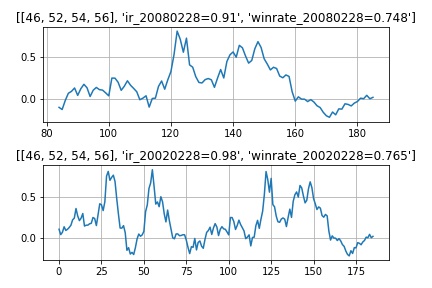 [[46, 52, 54, 56], 'ir_20080228=0.91', 'winrate_20080228=0.748']
0.5
0.0
80 100 120 140 160 180
[[46, 52, 54, 56], 'ir_20020228=0.98', 'winrate_20020228=0.765']
0.5
0.0
0 25 50 75 100 125 150 175